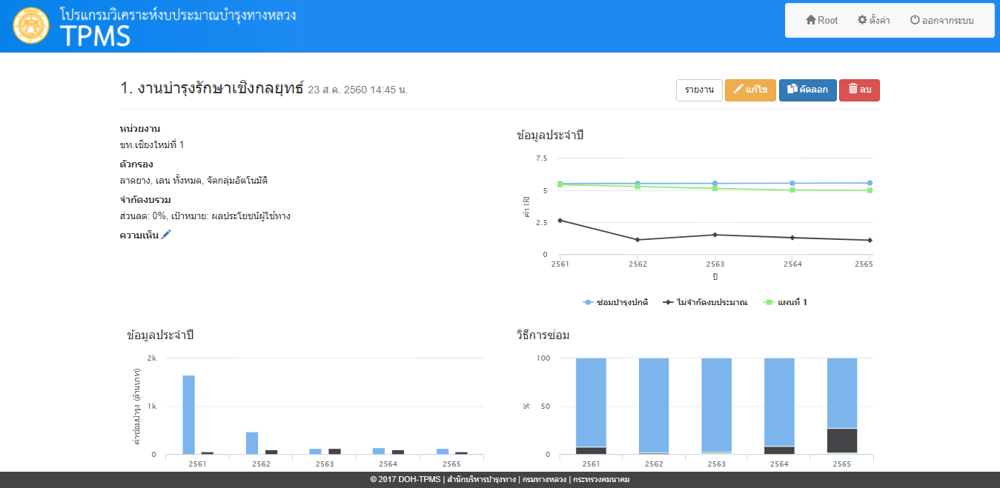 โปรแกรมวิเคราะห์งบประมาณบำรุงทางหลวง
TPMS
Root ตั้งค่า ออกจากระบบ
1. งานบำรุงรักษาเชิงกลยุทธ์ 23 ส.ค. 2560 14:45 น.
รายงาน แก้ไข คัดลอก ลบ
หน่วยงาน
ขท.เชียงใหม่ที่ 1
ตัวกรอง
ลาดยาง, เลน ทั้งหมด, จัดกลุ่มอัตโนมัติ
จำกัดงบรวม
ส่วนลด: 0%, เป้าหมาย: ผลประโยชน์ผู้ใช้ทาง
ความเห็น
ข้อมูลประจำปี
ค่า IRI
7.5
5
2.5
0
2561 2562 2563 2564 2565
ปี
ซ่อมบำรุงปกติ ไม่จำกัดงบประมาณ แผนที่ 1
ข้อมูลประจำปี
ค่าซ่อมบำรุง (ล้านบาท)
2k
1k
0
2561 2562 2563 2564 2565
วิธีการซ่อม
%
100
50
0
2561 2562 2563 2564 2565
© 2017 DOH-TPMS | สำนักบริหารบำรุงทาง | กรมทางหลวง | กระทรวงคมนาคม